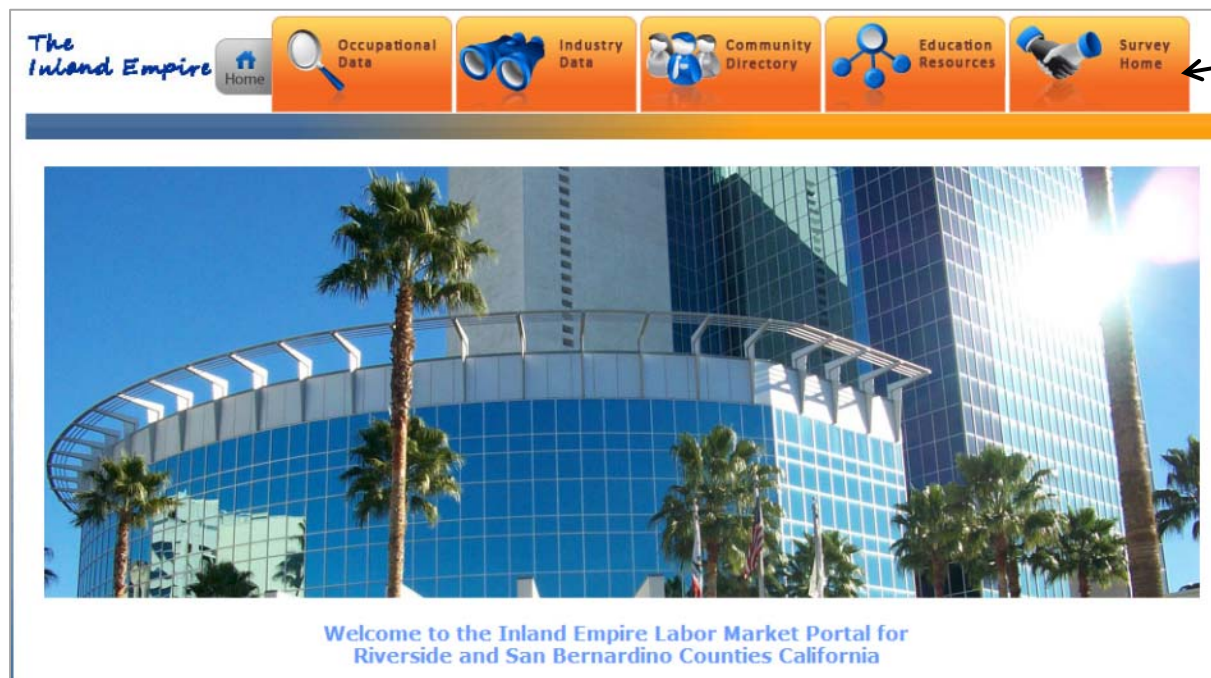 The
Inland Empire
Home
Occupational
Data
Industry
Data
Community
Directory
Education
Resources
Survey
Home
Welcome to the Inland Empire Labor Market Portal for
Riverside and San Bernardino Counties California